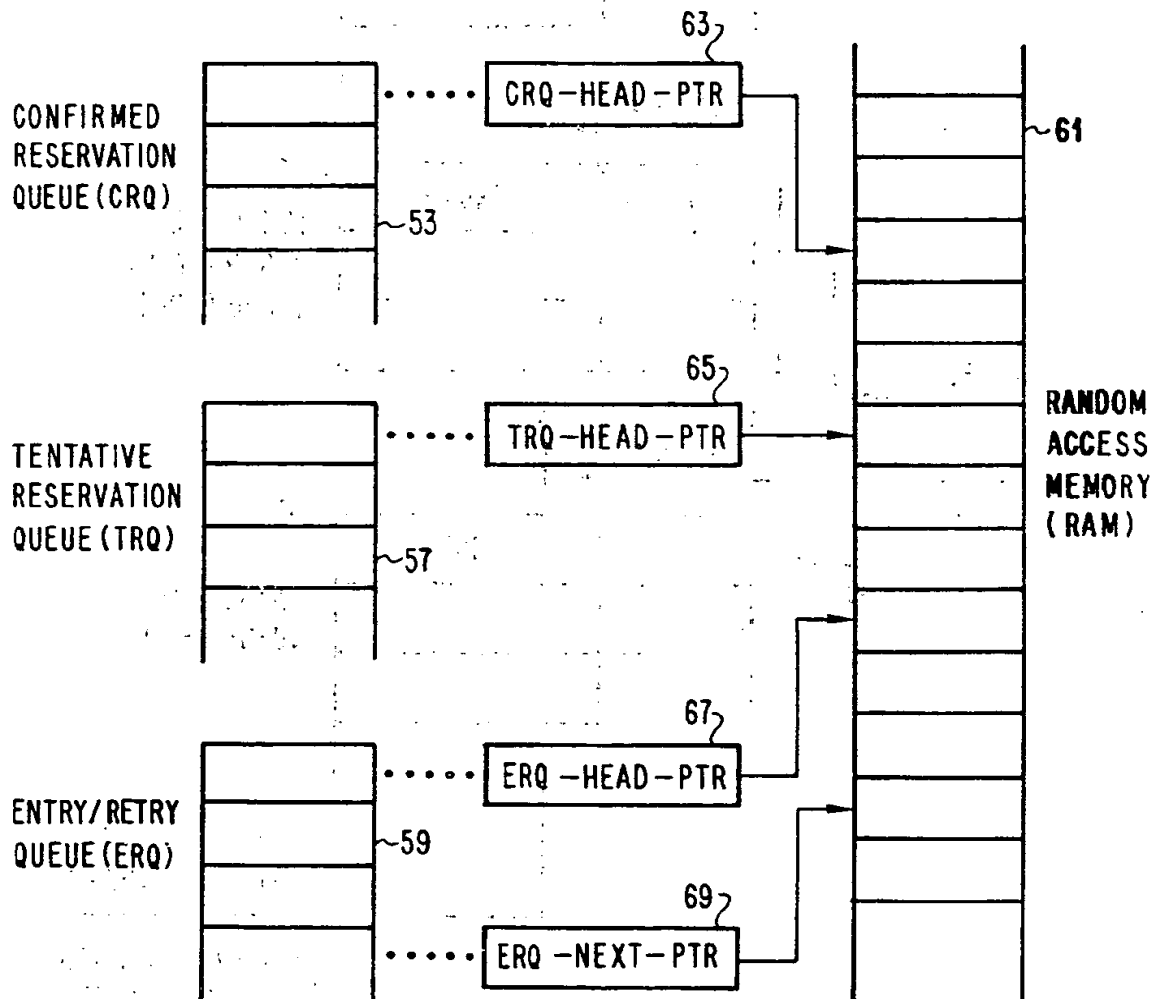 63
CRQ-HEAD-PTR
CONFIRMED
RESERVATION
QUEUE(CRQ)
53
61
65
TRQ-HEAD-PTR
TENTATIVE
RESERVATION
QUEUE(TRQ)
57
RANDOM
ACCESS
MEMORY
(RAM)
67
ERQ-HEAD-PTR
ENTRY/RETRY
QUEUE(ERQ)
59
69
ERQ-NEXT-PTR